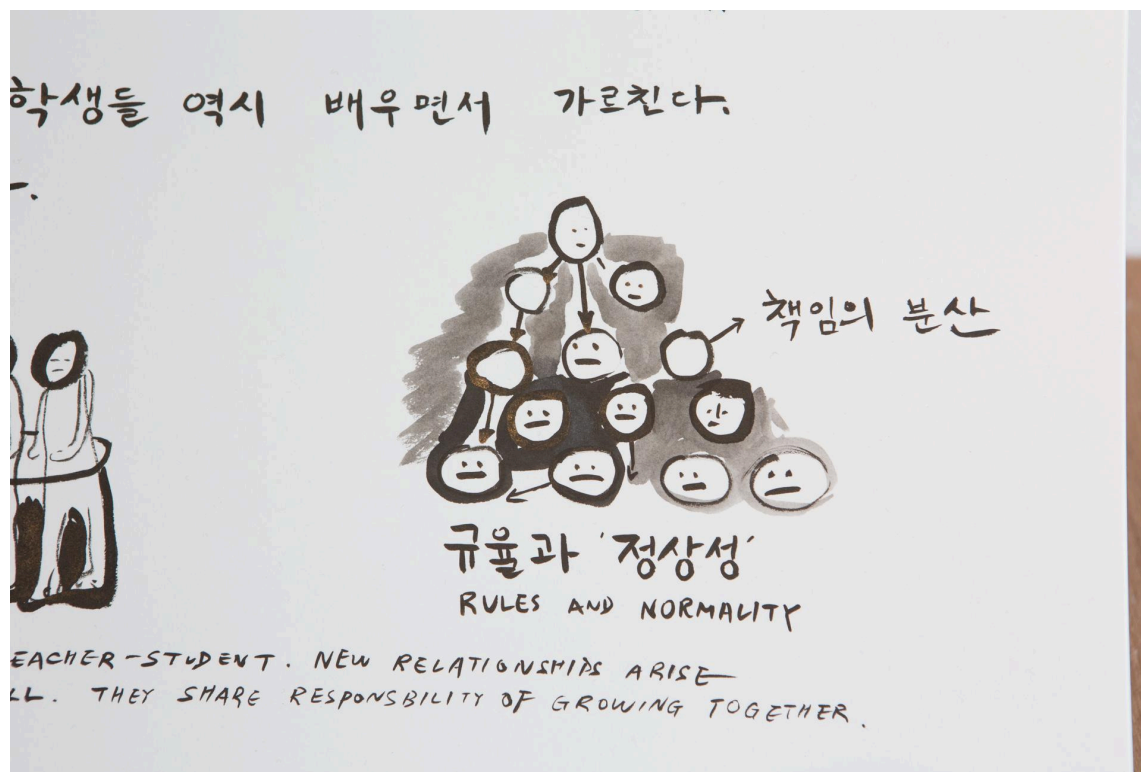 학생들 역시 배우면서 가르친다.
책임의 분산
규율과 '정상성'
RULES AND NORMALITY
EACHER-STUDENT. NEW RELATIONSHIPS ARISE
LL. THEY SHARE RESPONSBILITY OF GROWING TOGETHER.